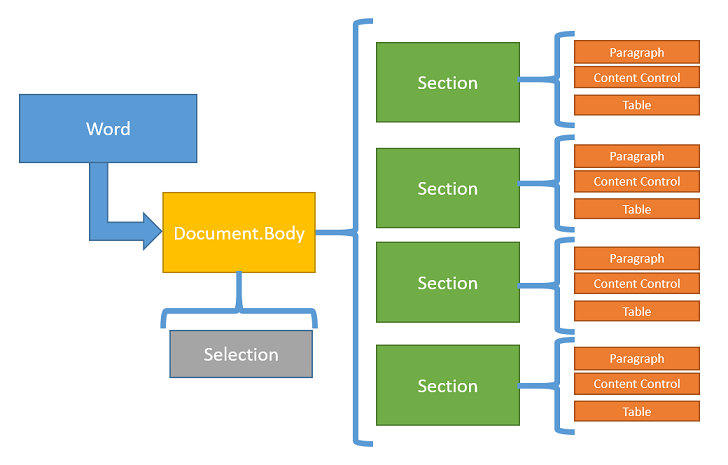 Word
Document.Body
Selection
Section
Paragraph
Content Control
Table
Section
Paragraph
Content Control
Table
Section
Paragraph
Content Control
Table
Section
Paragraph
Content Control
Table